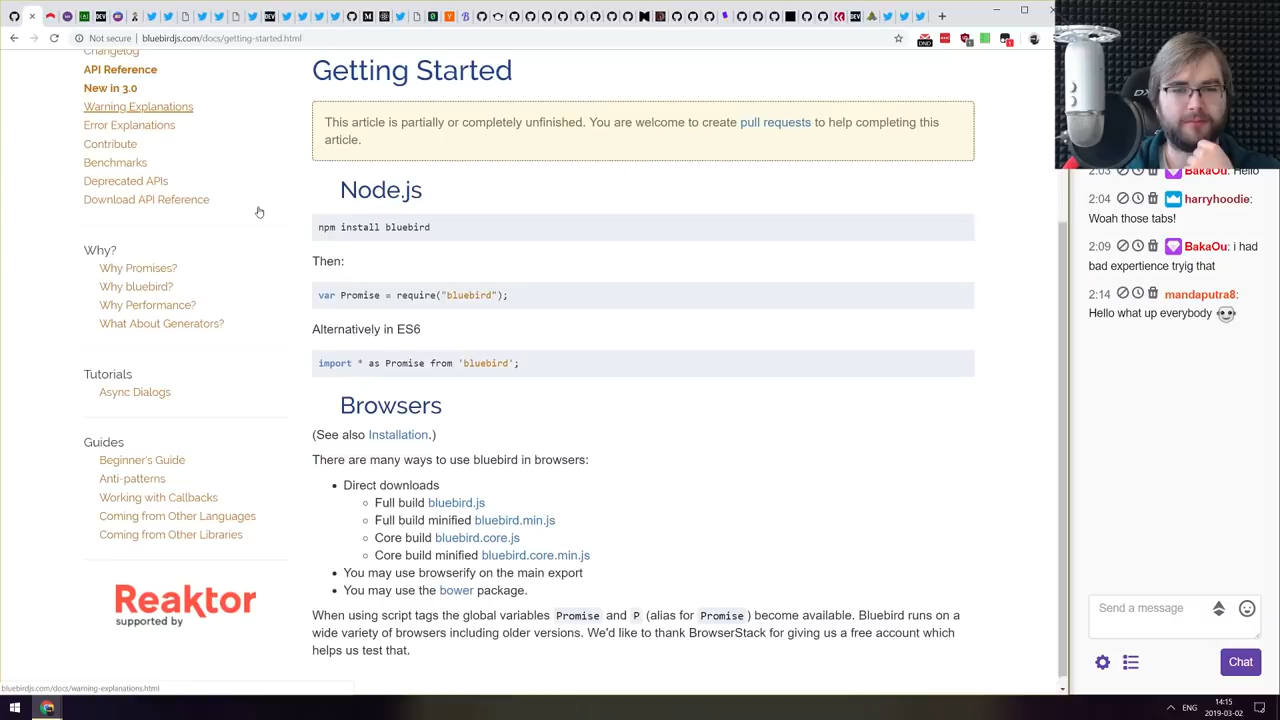 Not secure | bluebirdjs.com/docs/getting-started.html
DND
1
1
Changelog
API Reference
New in 3.0
Warning Explanations
Error Explanations
Contribute
Benchmarks
Deprecated APIs
Download API Reference
Why?
Why Promises?
Why bluebird?
Why Performance?
What About Generators?
Tutorials
Async Dialogs
Guides
Beginner's Guide
Anti-patterns
Working with Callbacks
Coming from Other Languages
Coming from Other Libraries
Reaktor
supported by
bluebirdjs.com/docs/warning-explanations.html
Getting Started
This article is partially or completely unfinished. You are welcome to create pull requests to help completing this
article.
Node.js
npm install bluebird
Then:
var Promise = require("bluebird");
Alternatively in ES6
import * as Promise from 'bluebird';
Browsers
(See also Installation.)
There are many ways to use bluebird in browsers:
Direct downloads
Full build bluebird.js
Full build minified bluebird.min.js
Core build bluebird.core.js
Core build minified bluebird.core.min.js
You may use browserify on the main export
You may use the bower package.
When using script tags the global variables Promise and P (alias for Promise) become available. Bluebird runs on a
wide variety of browsers including older versions. We'd like to thank BrowserStack for giving us a free account which
helps us test that.
2:03 BakaOu: Hello
2:04 harryhoodie:
Woah those tabs!
2:09 BakaOu: i had
bad expertience tryig that
2:14 mandaputra8:
Hello what up everybody
Send a message
Chat
ENG
14:15
2019-03-02